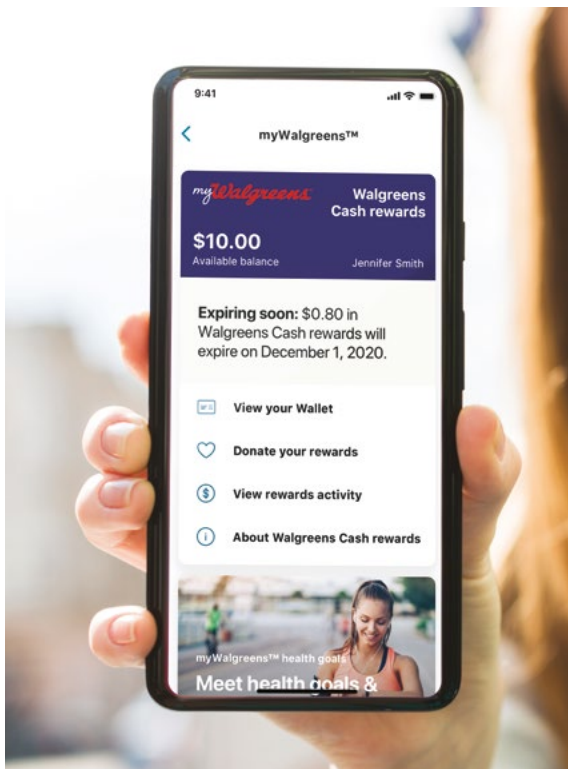 9:41
myWalgreens™
myWalgreens™
Walgreens
Cash rewards
$10.00
Available balance
Jennifer Smith
Expiring soon: $0.80 in
Walgreens Cash rewards will
expire on December 1, 2020.
View your Wallet
Donate your rewards
$
View rewards activity
i
About Walgreens Cash rewards
myWalgreens™ health goals
Meet health goals &